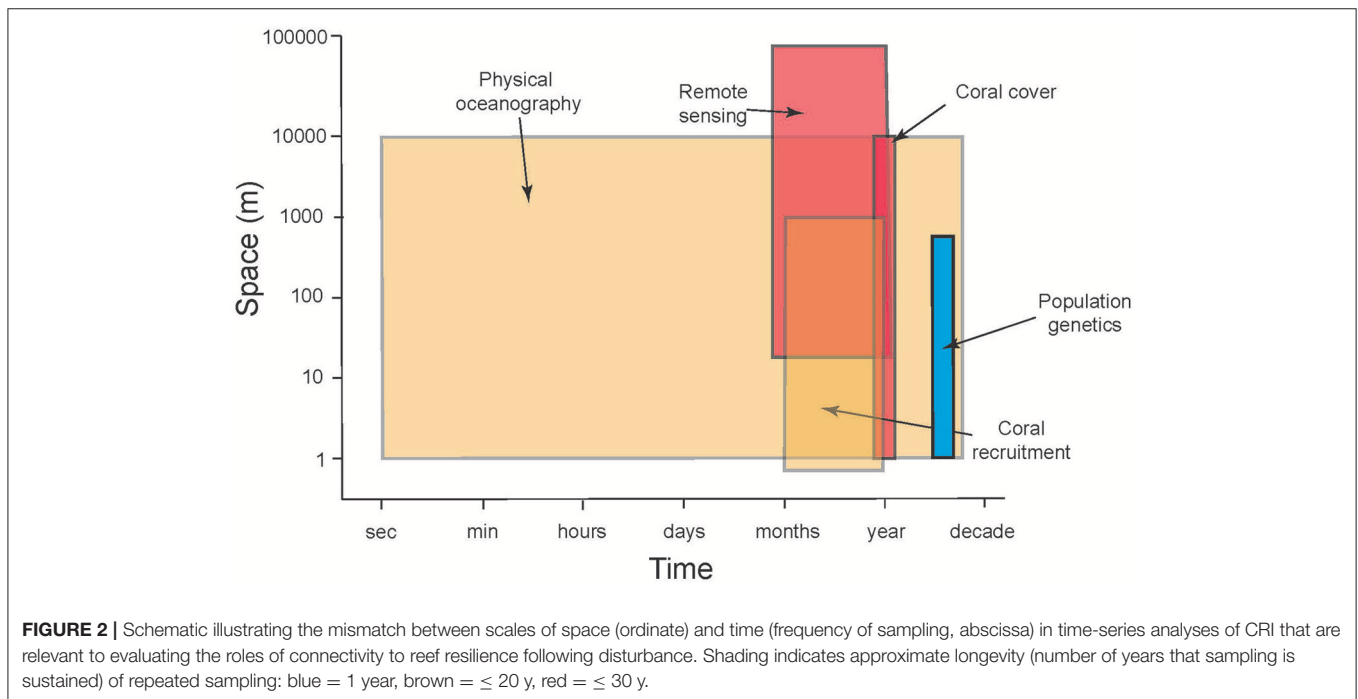 100000
10000
1000
100
10
1
Space (m)
Physical
oceanography
Remote
sensing
Coral cover
Population
genetics
Coral
recruitment
sec
min
hours
days
months
year
decade
Time
FIGURE 2 | Schematic illustrating the mismatch between scales of space (ordinate) and time (frequency of sampling, abscissa) in time-series analyses of CRI that are
relevant to evaluating the roles of connectivity to reef resilience following disturbance. Shading indicates approximate longevity (number of years that sampling is
sustained) of repeated sampling: blue = 1 year, brown = ≤ 20 y, red = ≤ 30 y.